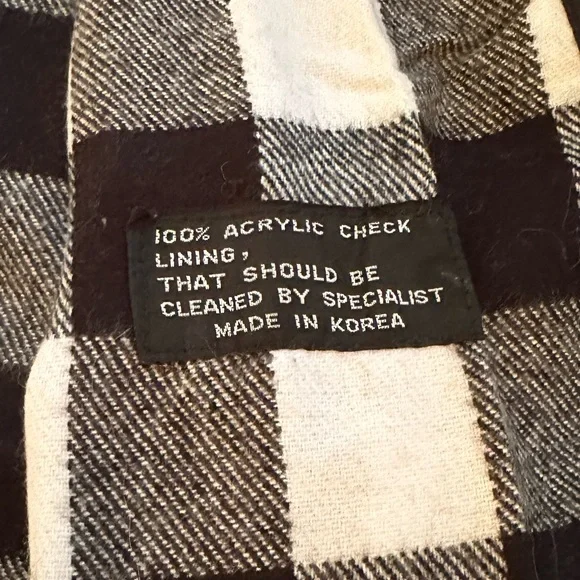 100% ACRYLIC CHECK
LINING,
THAT SHOULD BE
CLEANED BY SPECIALIST
MADE IN KOREA